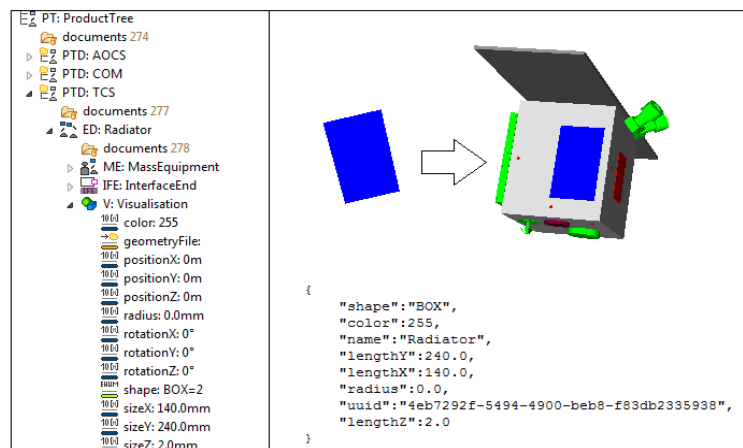 PT: ProductTree
documents 274
PTD: AOCS
PTD: COM
PTD: TCS
documents 277
ED: Radiator
documents 278
ME: MassEquipment
IFE: InterfaceEnd
V: Visualisation
color: 255
geometryFile:
positionX: 0m
positionY: 0m
positionZ: 0m
radius: 0.0mm
rotationX: 0°
rotationY: 0°
rotationZ: 0°
shape: BOX=2
sizeX: 140.0mm
sizeY: 240.0mm
sizeZ: 2.0mm
{
"shape":"BOX",
"color":255,
"name":"Radiator",
"lengthY":240.0,
"lengthX":140.0,
"radius":0.0,
"uuid":"4eb7292f-5494-4900-beb8-f83db2335938",
"lengthZ":2.0
}